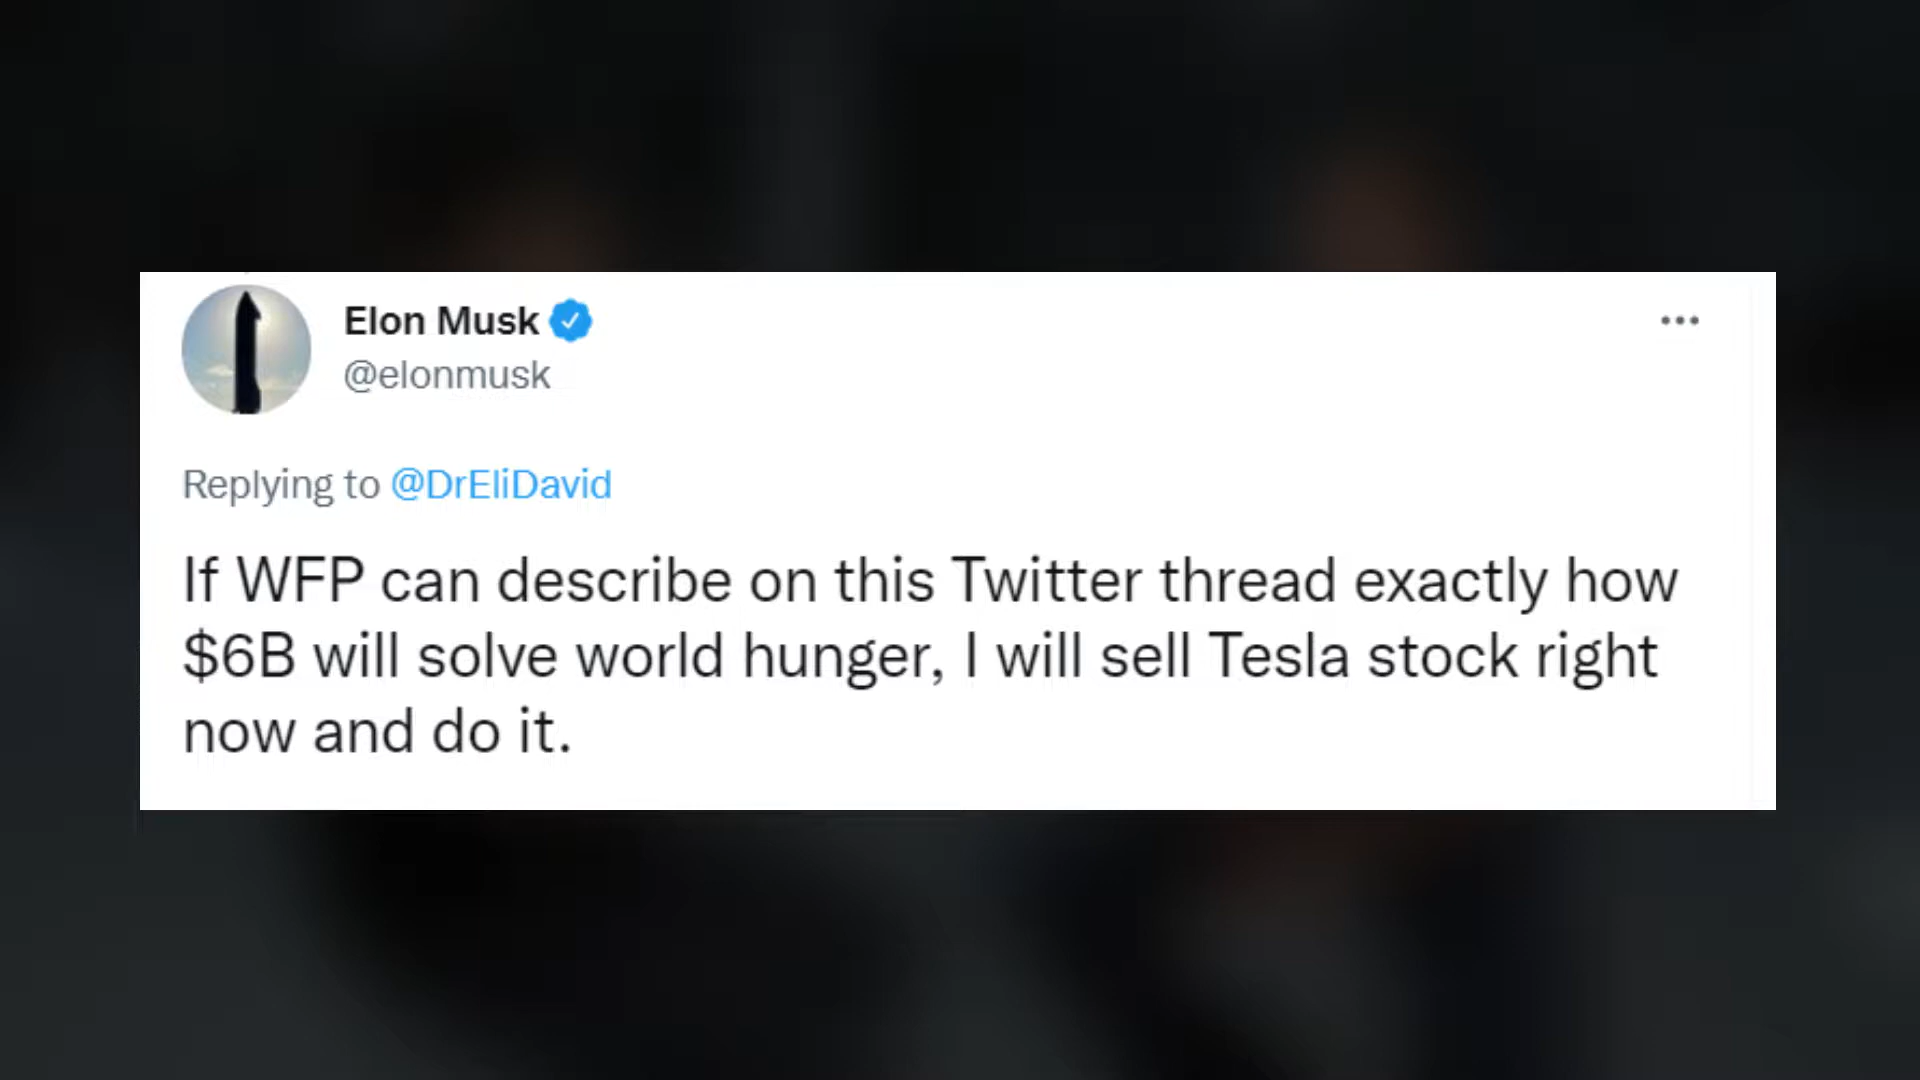 Elon Musk
@elonmusk
Replying to @DrEliDavid
If WFP can describe on this Twitter thread exactly how
$6B will solve world hunger, I will sell Tesla stock right
now and do it.